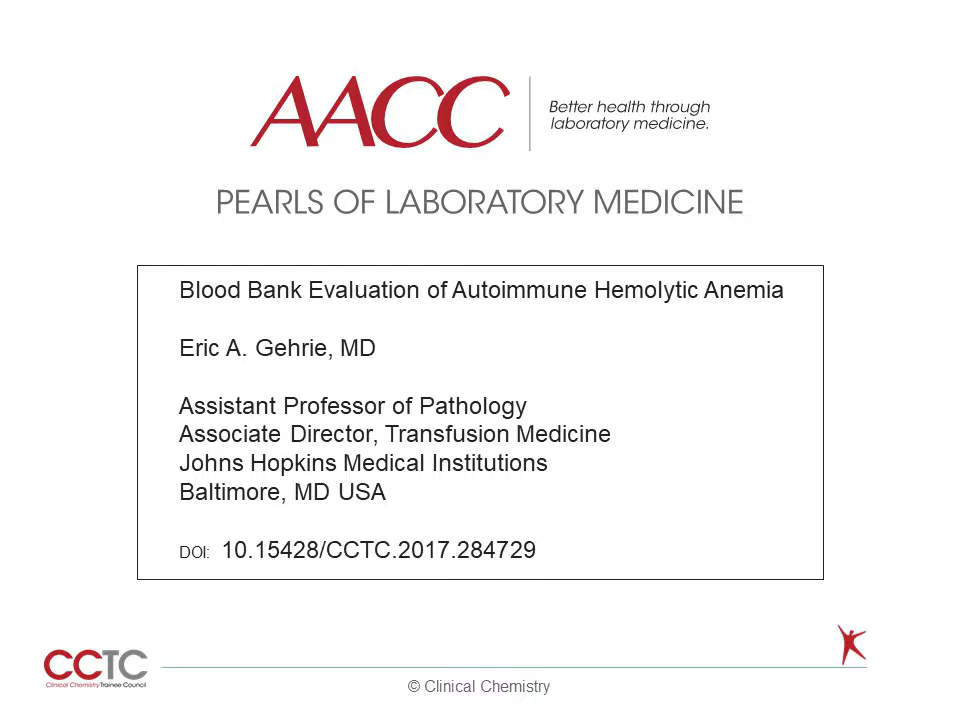 AACC
Better health through
laboratory medicine.
PEARLS OF LABORATORY MEDICINE
Blood Bank Evaluation of Autoimmune Hemolytic Anemia
Eric A. Gehrie, MD
Assistant Professor of Pathology
Associate Director, Transfusion Medicine
Johns Hopkins Medical Institutions
Baltimore, MD USA
DOI: 10.15428/CCTC.2017.284729
CCTC
Clinical Chemistry Trainee Council
© Clinical Chemistry